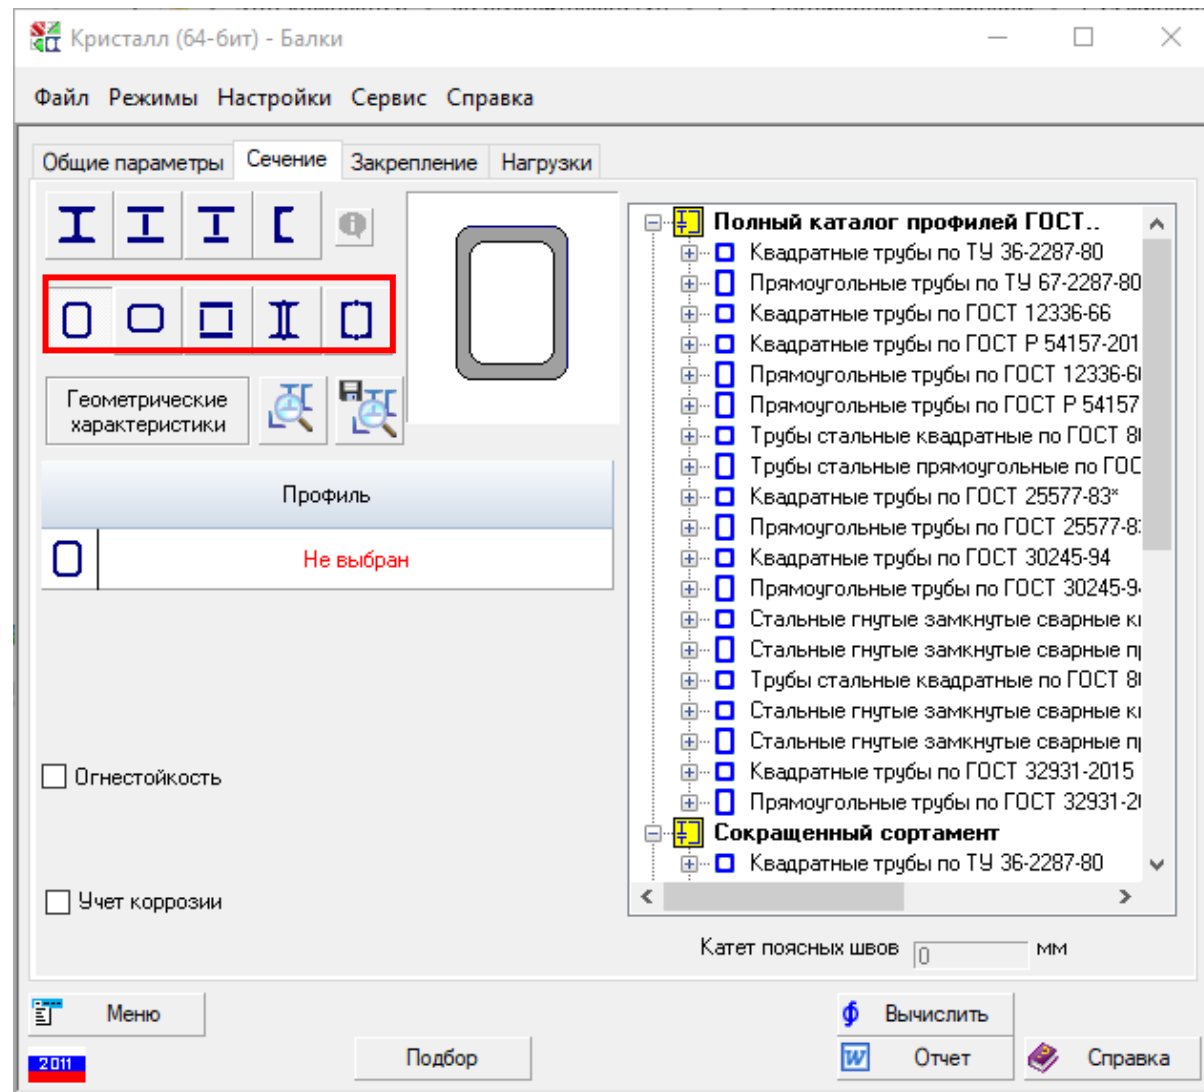 Кристалл (64-бит) - Балки
Файл Режимы Настройки Сервис Справка
Общие параметры Сечение Закрепление Нагрузки
Геометрические
характеристики
Профиль
Не выбран
Огнестойкость
Учет коррозии
Полный каталог профилей ГОСТ..
Квадратные трубы по ТУ 36-2287-80
Прямоугольные трубы по ТУ 67-2287-80
Квадратные трубы по ГОСТ 12336-66
Квадратные трубы по ГОСТ Р 54157-201
Прямоугольные трубы по ГОСТ 12336-6
Прямоугольные трубы по ГОСТ Р 54157
Трубы стальные квадратные по ГОСТ 8
Трубы стальные прямоугольные по ГОС
Квадратные трубы по ГОСТ 25577-83*
Прямоугольные трубы по ГОСТ 25577-8
Квадратные трубы по ГОСТ 30245-94
Прямоугольные трубы по ГОСТ 30245-9
Стальные гнутые замкнутые сварные к
Стальные гнутые замкнутые сварные п
Трубы стальные квадратные по ГОСТ 8
Стальные гнутые замкнутые сварные к
Стальные гнутые замкнутые сварные п
Квадратные трубы по ГОСТ 32931-2015
Прямоугольные трубы по ГОСТ 32931-2
Сокращенный сортамент
Квадратные трубы по ТУ 36-2287-80
Катет поясных швов 0 мм
Меню
Вычислить
2011
Подбор
Отчет
Справка